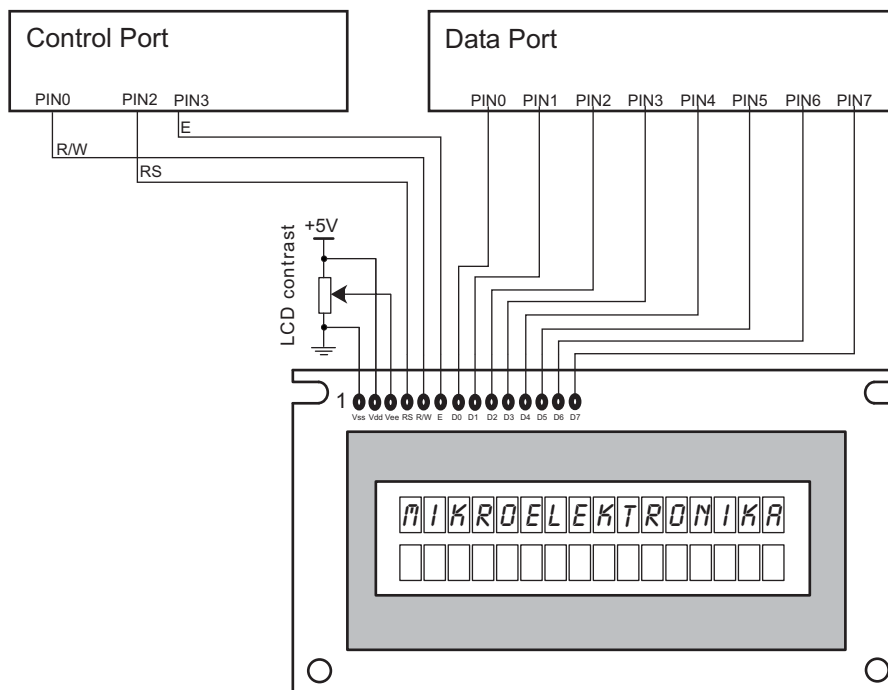 Control Port
Data Port
PIN0 PIN2 PIN3
PIN0 PIN1 PIN2 PIN3 PIN4 PIN5 PIN6 PIN7
E
R/W
RS
+5V
LCD contrast
1
Vss Vdd Vee RS R/W E D0 D1 D2 D3 D4 D5 D6 D7
MIKROELEKTRONIKA